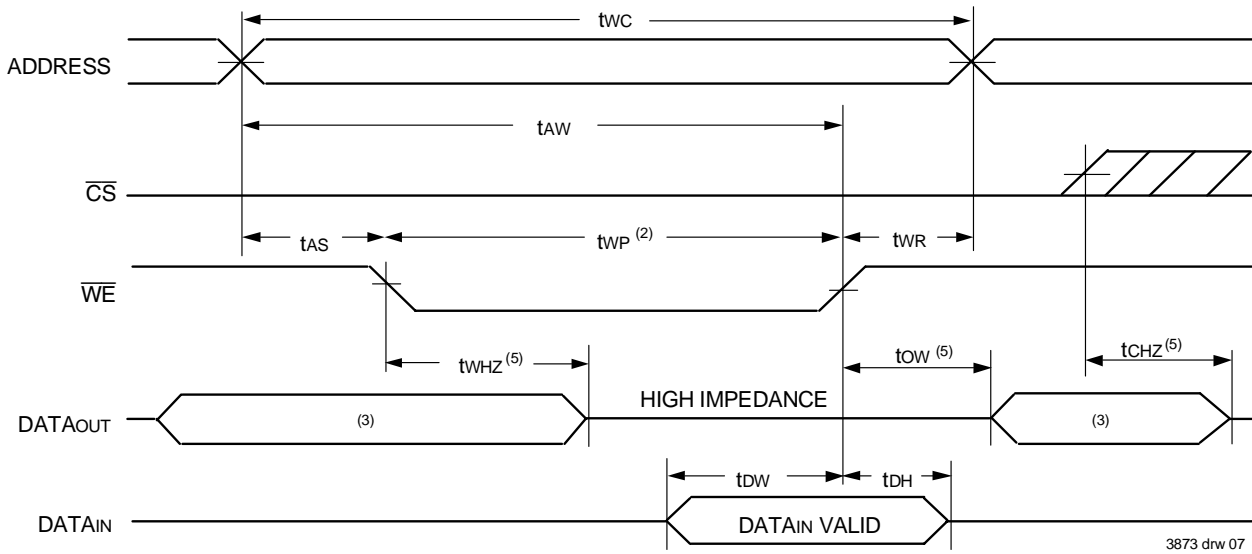 tWC
ADDRESS
tAW
CS
tAS
tWP (2)
tWR
WE
tWHZ (5)
tOW (5)
tCHZ (5)
HIGH IMPEDANCE
DATAOUT
(3)
(3)
tDW
tDH
DATAIN
DATAIN VALID
3873 drw 07